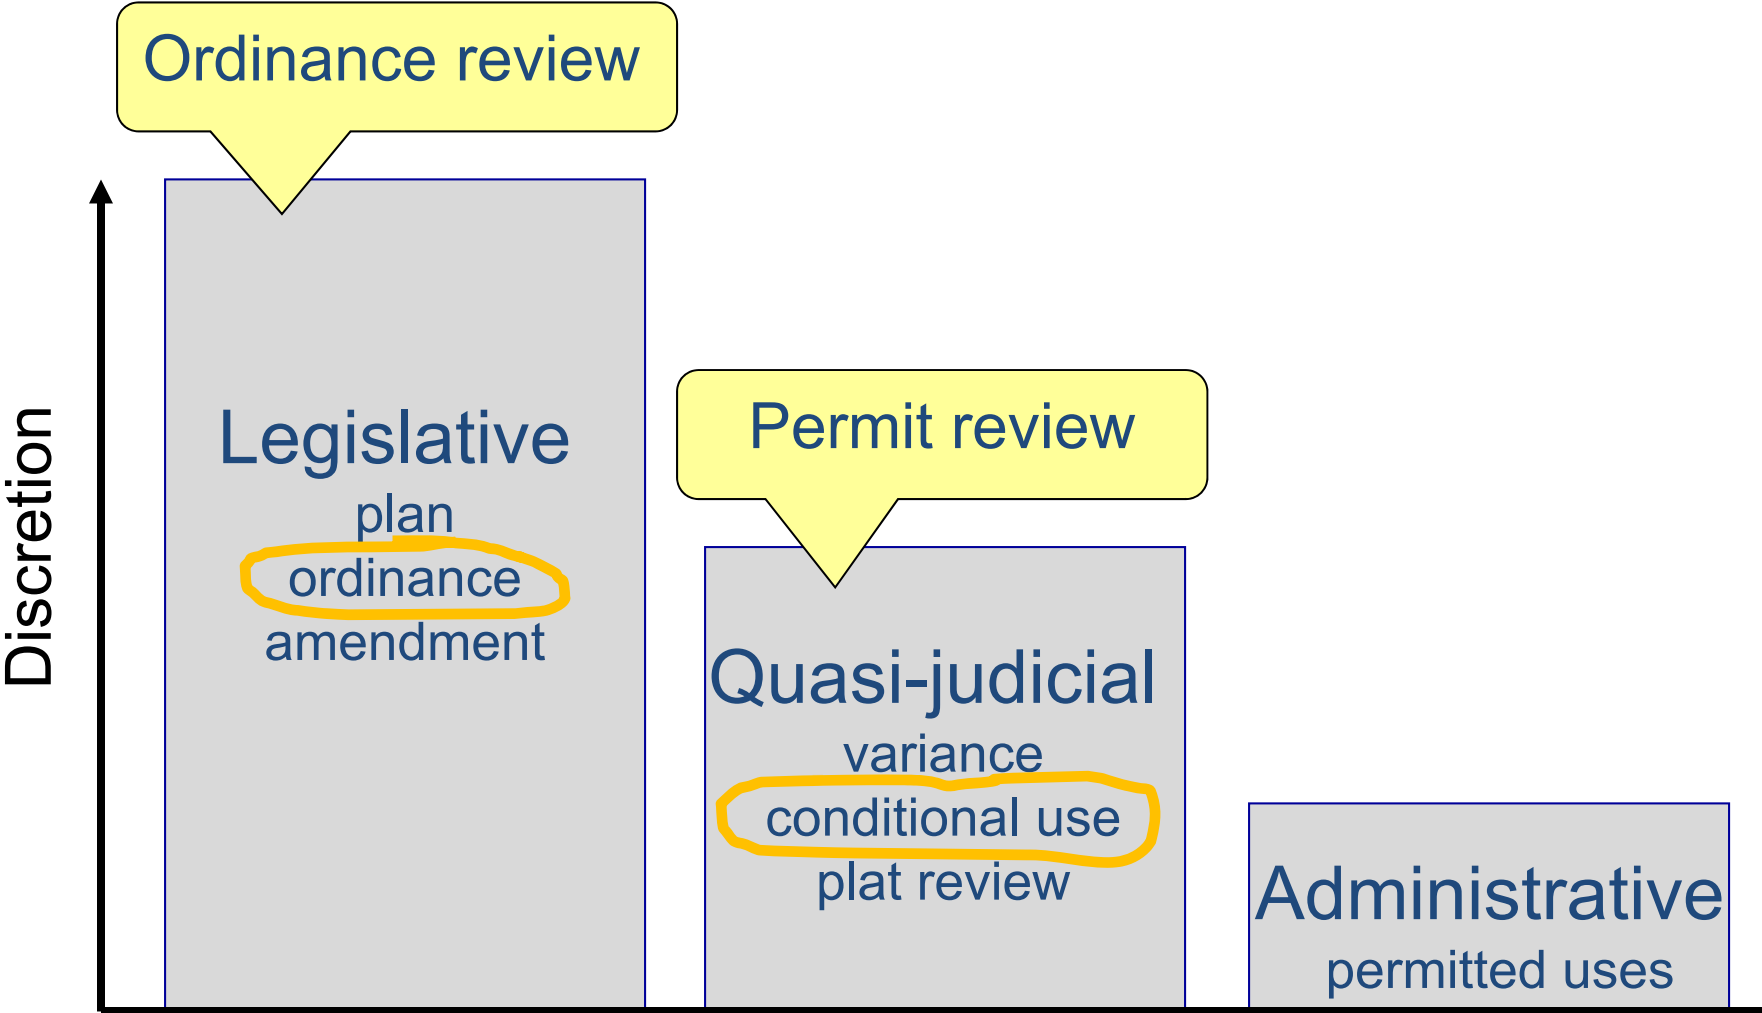 Ordinance review
Discretion
Legislative
plan
ordinance
amendment
Permit review
Quasi-judicial
variance
conditional use
plat review
Administrative
permitted uses